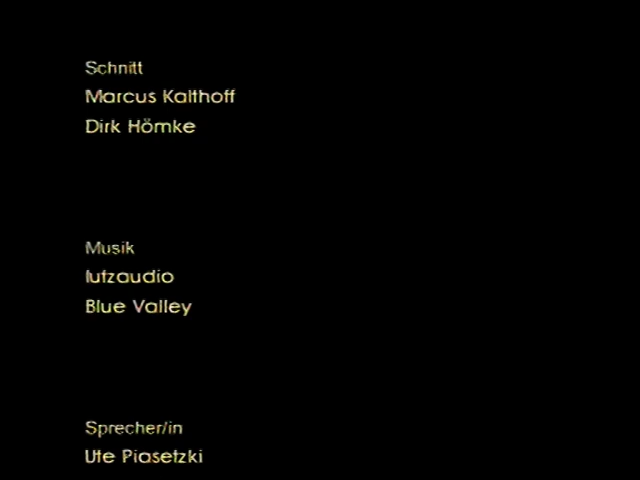 Schnitt
Marcus Kalthoff
Dirk Hömke
Musik
lutzaudio
Blue Valley
Sprecher/in
Ute Piasetzki